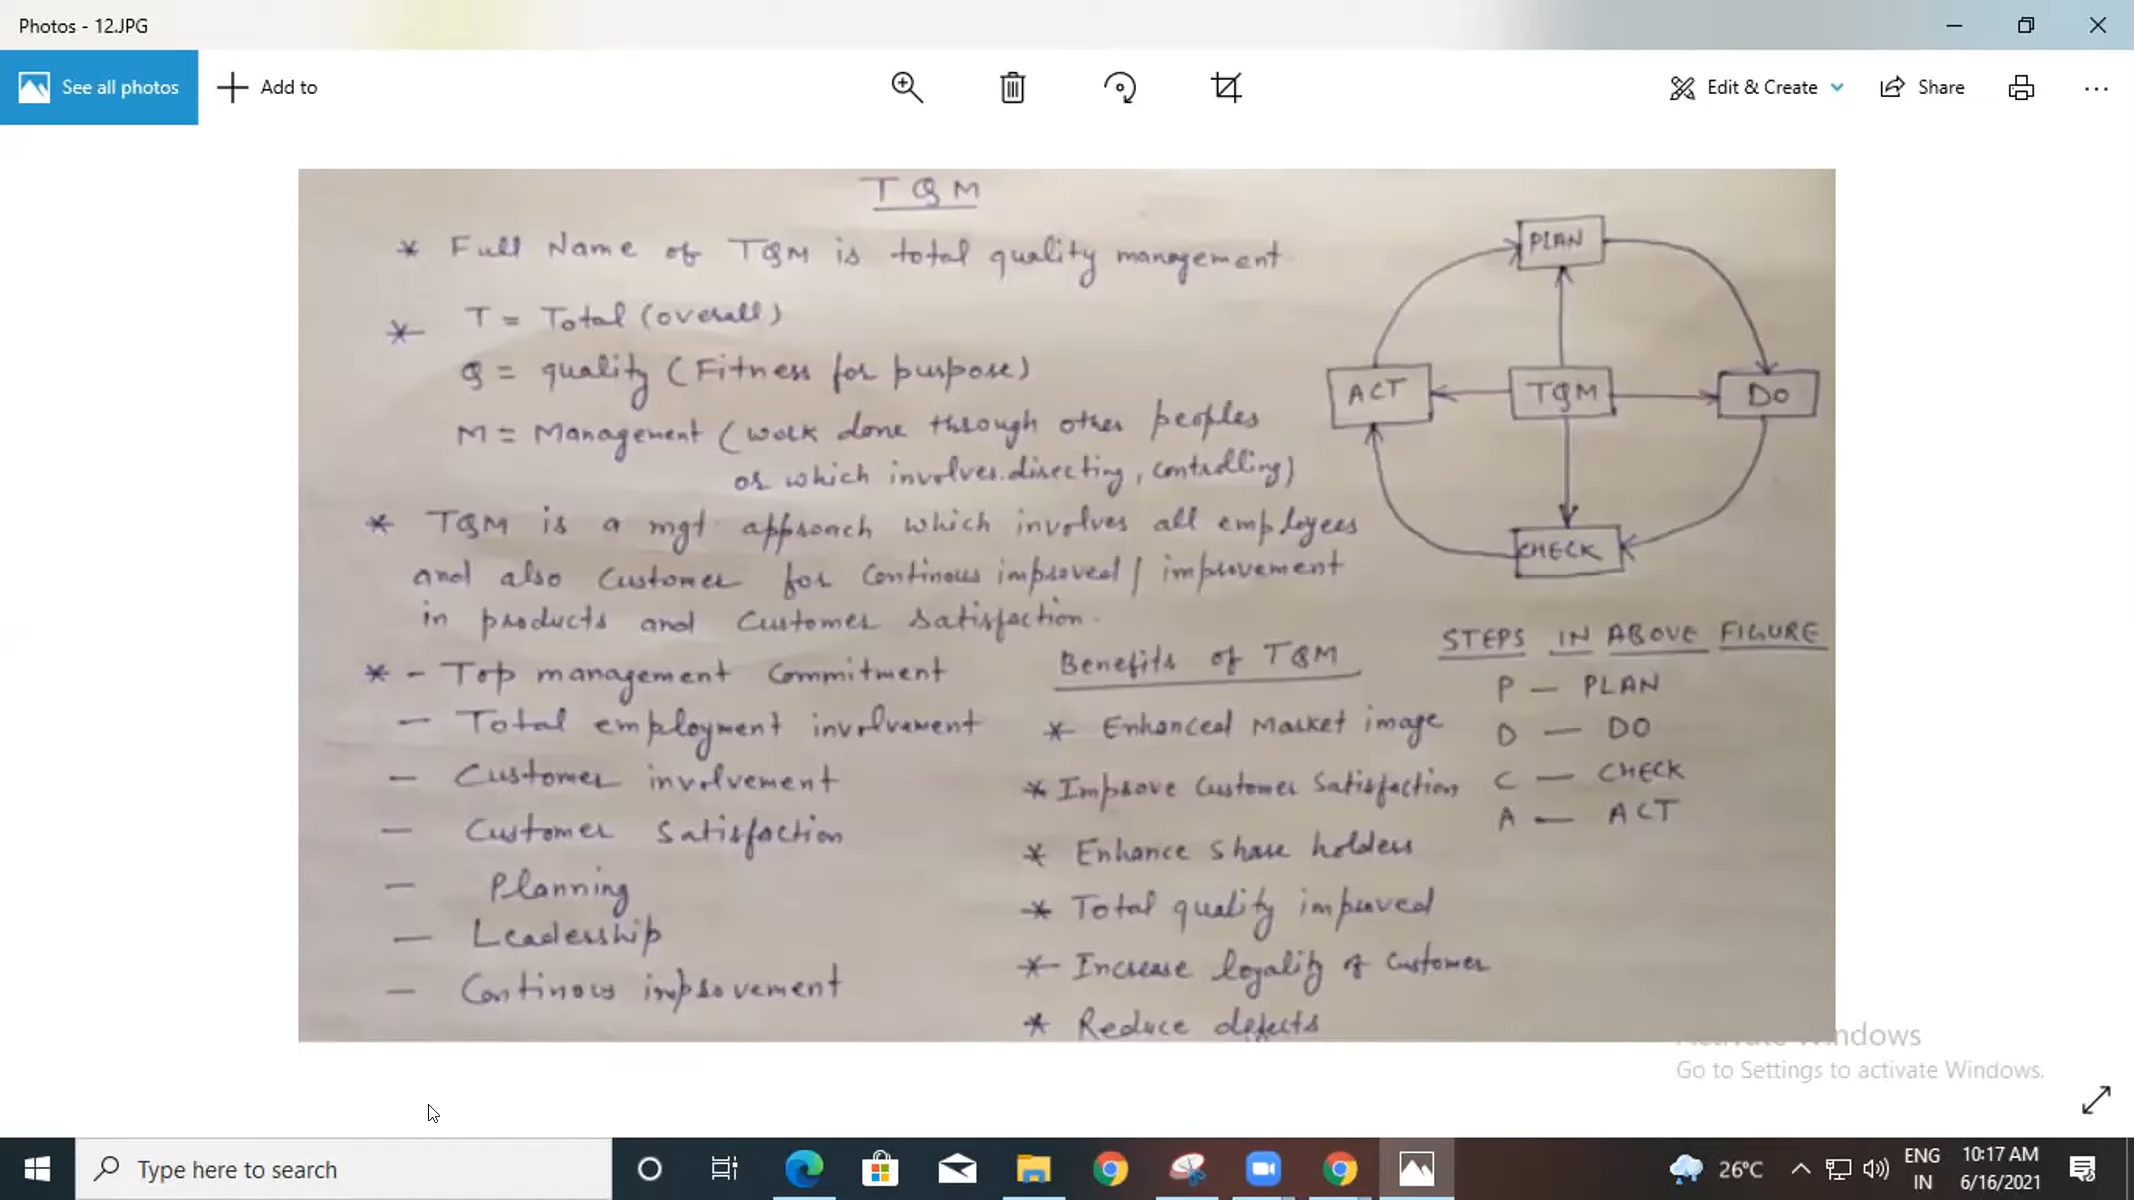 Photos - 12.JPG
See all photos
Add to
Edit & Create
Share
TQM
* Full Name of TQM is total quality management
* T = Total (overall)
Q = quality (Fitness for purpose)
M = Management (work done through other peoples
or which involves directing, controlling)
* TQM is a mgt approach which involves all employees
and also customer for continous improved / improvement
in products and customer satisfaction.
* - Top management commitment
- Total employment involvement
- Customer involvement
- Customer satisfaction
- Planning
- Leadership
- Continous improvement
Benefits of TQM
* Enhanced Market image
* Improve customer satisfaction
* Enhance share holders
* Total quality improved
* Increase loyality of customer
* Reduce defects
PLAN
ACT
TQM
DO
CHECK
STEPS IN ABOVE FIGURE
P - PLAN
D - DO
C - CHECK
A - ACT
Activate Windows
Go to Settings to activate Windows.
Type here to search
26°C
ENG
IN
10:17 AM
6/16/2021